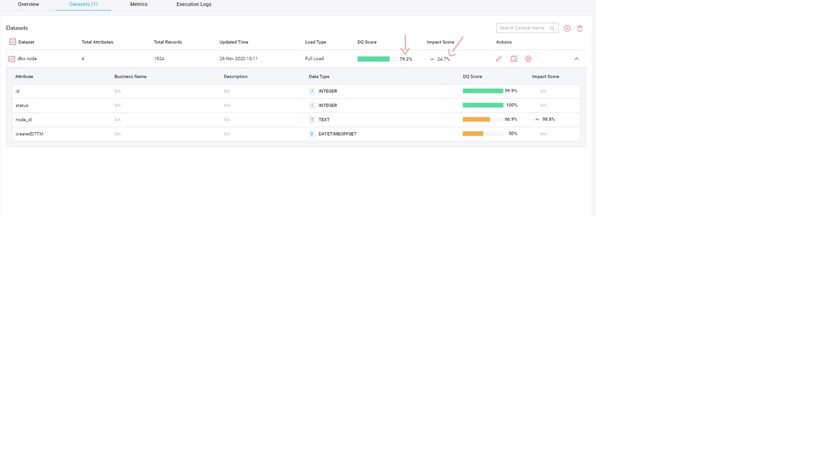 Overview Datasets (1) Metrics Execution Logs
Datasets
Search Dataset Name
Dataset Total Attributes Total Records Updated Time Load Type DQ Score Impact Score Actions
dbo.node 4 1924 26 Nov 2020 13:11 Full Load 79.2% 24.7%
Attribute Business Name Description Data Type DQ Score Impact Score
id NA NA I INTEGER 99.9% NA
status NA NA I INTEGER 100% NA
node_id NA NA T TEXT 66.9% 98.8%
createdDTTM NA NA D DATETIMEOFFSET 50% NA